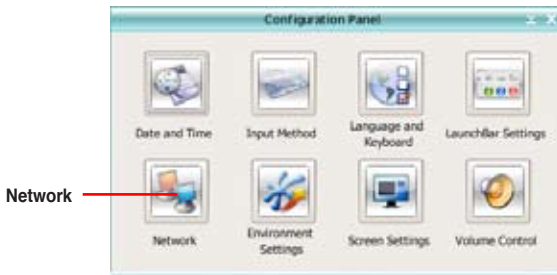 Configuration Panel
Date and Time
Input Method
Language and
Keyboard
LaunchBar Settings
Network
Network
Environment
Settings
Screen Settings
Volume Control